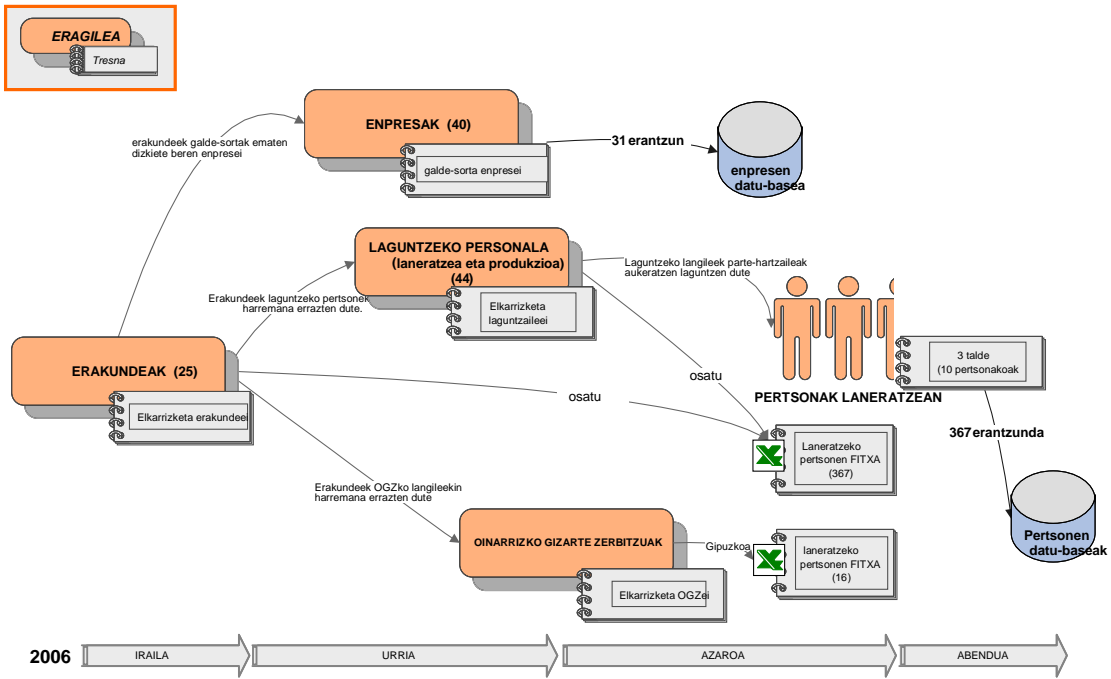 ERAGILEA
Tresna
ENPRESAK (40)
erakundeek galde-sortak ematen
dizkiete beren enpresei
galde-sorta enpresei
31 erantzun
enpresen
datu-basea
LAGUNTZEKO PERSONALA
(laneratzea eta produkzioa)
(44)
Laguntzeko langileek parte-hartzaileak
aukeratzen laguntzen dute
Erakundeek laguntzeko pertsonek
harremana errazten dute.
Elkarrizketa
laguntzaileei
ERAKUNDEAK (25)
Elkarrizketa erakundeei
3 talde
(10 pertsonakoak
osatu
osatu
PERTSONAK LANERATZEAN
367 erantzunda
Laneratzeko
pertsonen FITXA
(367)
Erakundeek OGZko langileekin
harremana errazten dute
OINARRIZKO GIZARTE ZERBITZUAK
Gipuzkoa
laneratzeko
pertsonen FITXA
(16)
Pertsonen
datu-baseak
Elkarrizketa OGZei
2006
IRAILA
URRIA
AZAROA
ABENDUA